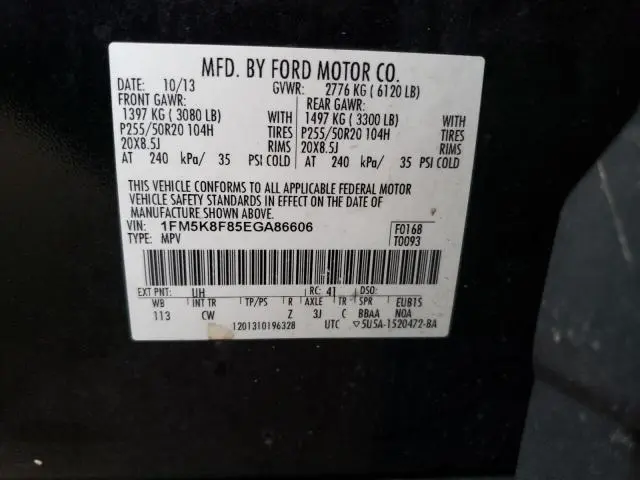 MFD. BY FORD MOTOR CO.
DATE: 10/13 GVWR: 2776 KG ( 6120 LB)
FRONT GAWR: REAR GAWR:
1397 KG ( 3080 LB) WITH 1497 KG ( 3300 LB) WITH
P255/50R20 104H TIRES P255/50R20 104H TIRES
20X8.5J RIMS 20X8.5J RIMS
AT 240 kPa/ 35 PSI COLD AT 240 kPa/ 35 PSI COLD
THIS VEHICLE CONFORMS TO ALL APPLICABLE FEDERAL MOTOR
VEHICLE SAFETY STANDARDS IN EFFECT ON THE DATE OF
MANUFACTURE SHOWN ABOVE.
VIN: 1FM5K8F85EGA86606 F0168
TYPE: MPV T0093
EXT PNT: UH RC: 41 DSO:
WB INT TR TP/PS R AXLE TR SPR EUB1S
113 CW Z 3J C BBAA NOA
1201310196328 UTC ▽5U5A-1520472-BA